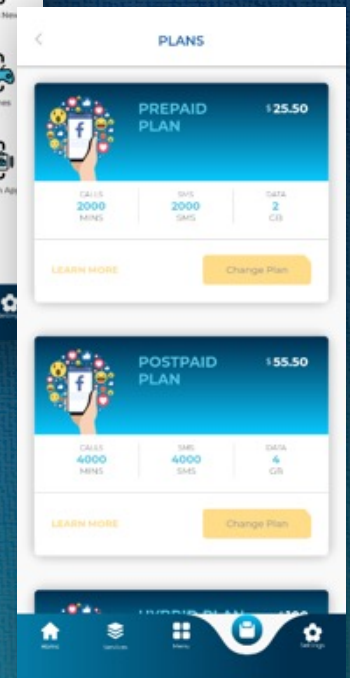 PLANS
PREPAID PLAN
$25.50
CALLS SMS DATA
2000 2000 2
MINS SMS GB
LEARN MORE Change Plan
POSTPAID PLAN
$55.50
CALLS SMS DATA
4000 4000 4
MINS SMS GB
LEARN MORE Change Plan
HYBRID PLAN
Home Services Menu Settings